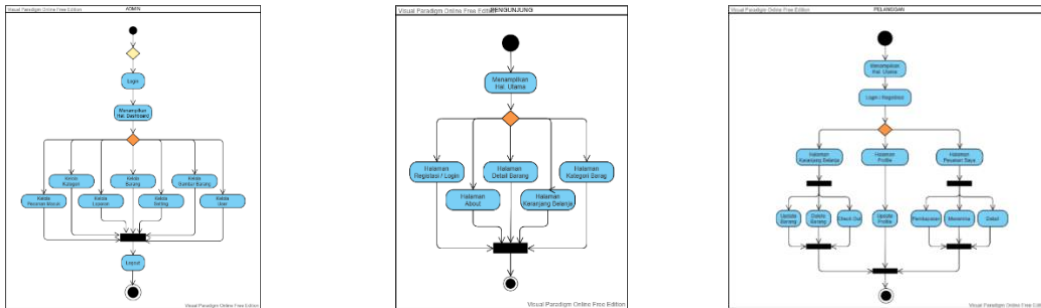 Visual Paradigm Online Free Edition
ADMIN
Login
Menampilkan
Hal. Dashboard
Kelola
Kategori
Kelola
Barang
Kelola
Gambar Barang
Kelola
Pesanan Masuk
Kelola
Laporan
Kelola
Setting
Kelola
User
Logout
Visual Paradigm Online Free Edition
Visual Paradigm Online Free Edition
PENGUNJUNG
Menampilkan
Hal. Utama
Halaman
Registasi / Login
Halaman
Detail Barang
Halaman
Kategori Barag
Halaman
About
Halaman
Keranjang Belanja
Visual Paradigm Online Free Edition
Visual Paradigm Online Free Edition
PELANGGAN
Menampilkan
Hal. Utama
Login / Registrasi
Halaman
Keranjang Belanja
Halaman
Profile
Halaman
Pesanan Saya
Update
Barang
Delete
Barang
Check Out
Update
Profile
Pembayaran
Menerima
Detail
Visual Paradigm Online Free Edition